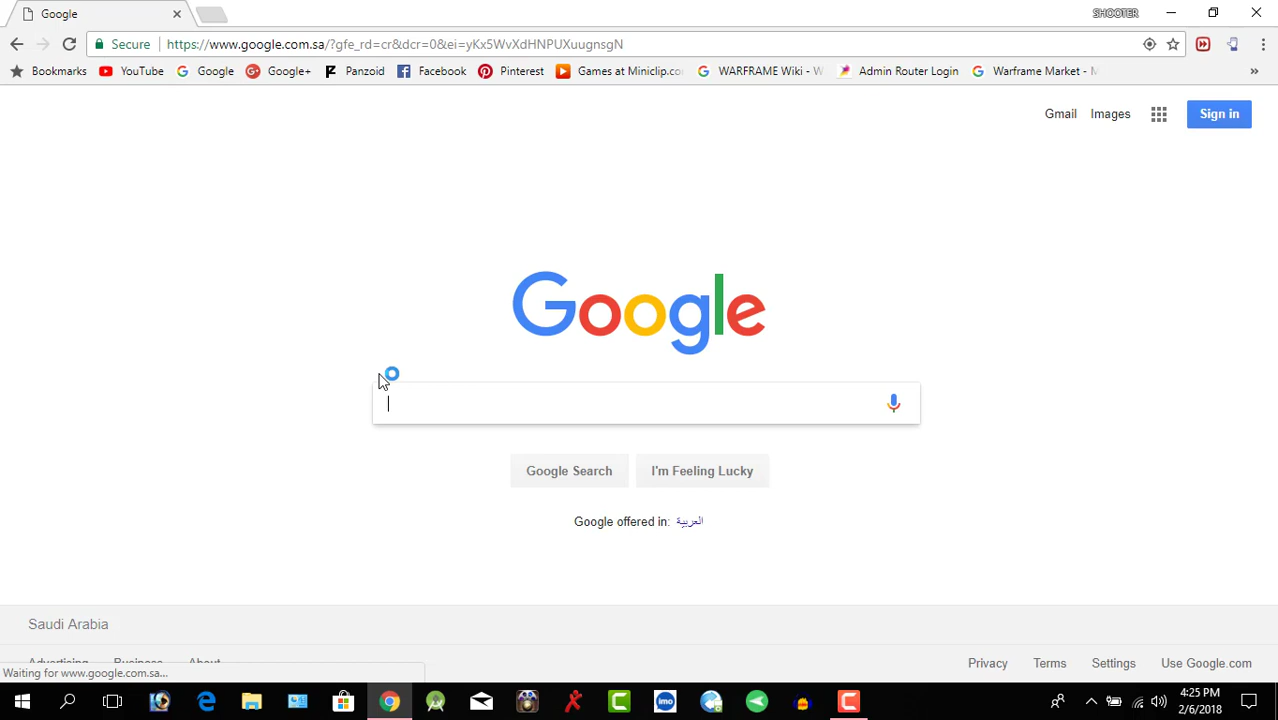 Google
SHOOTER
Secure
https://www.google.com.sa/?gfe_rd=cr&dcr=0&ei=yKx5WvXdHNPUXuugnsgN
Bookmarks YouTube Google Google+ Panzoid Facebook Pinterest Games at Miniclip.co WARFRAME Wiki - W Admin Router Login Warframe Market - M »
Gmail Images Sign in
Google
Google Search I'm Feeling Lucky
Google offered in: العربية
Saudi Arabia
Advertising Business About Privacy Terms Settings Use Google.com
Waiting for www.google.com.sa...
imo
4:25 PM
2/6/2018